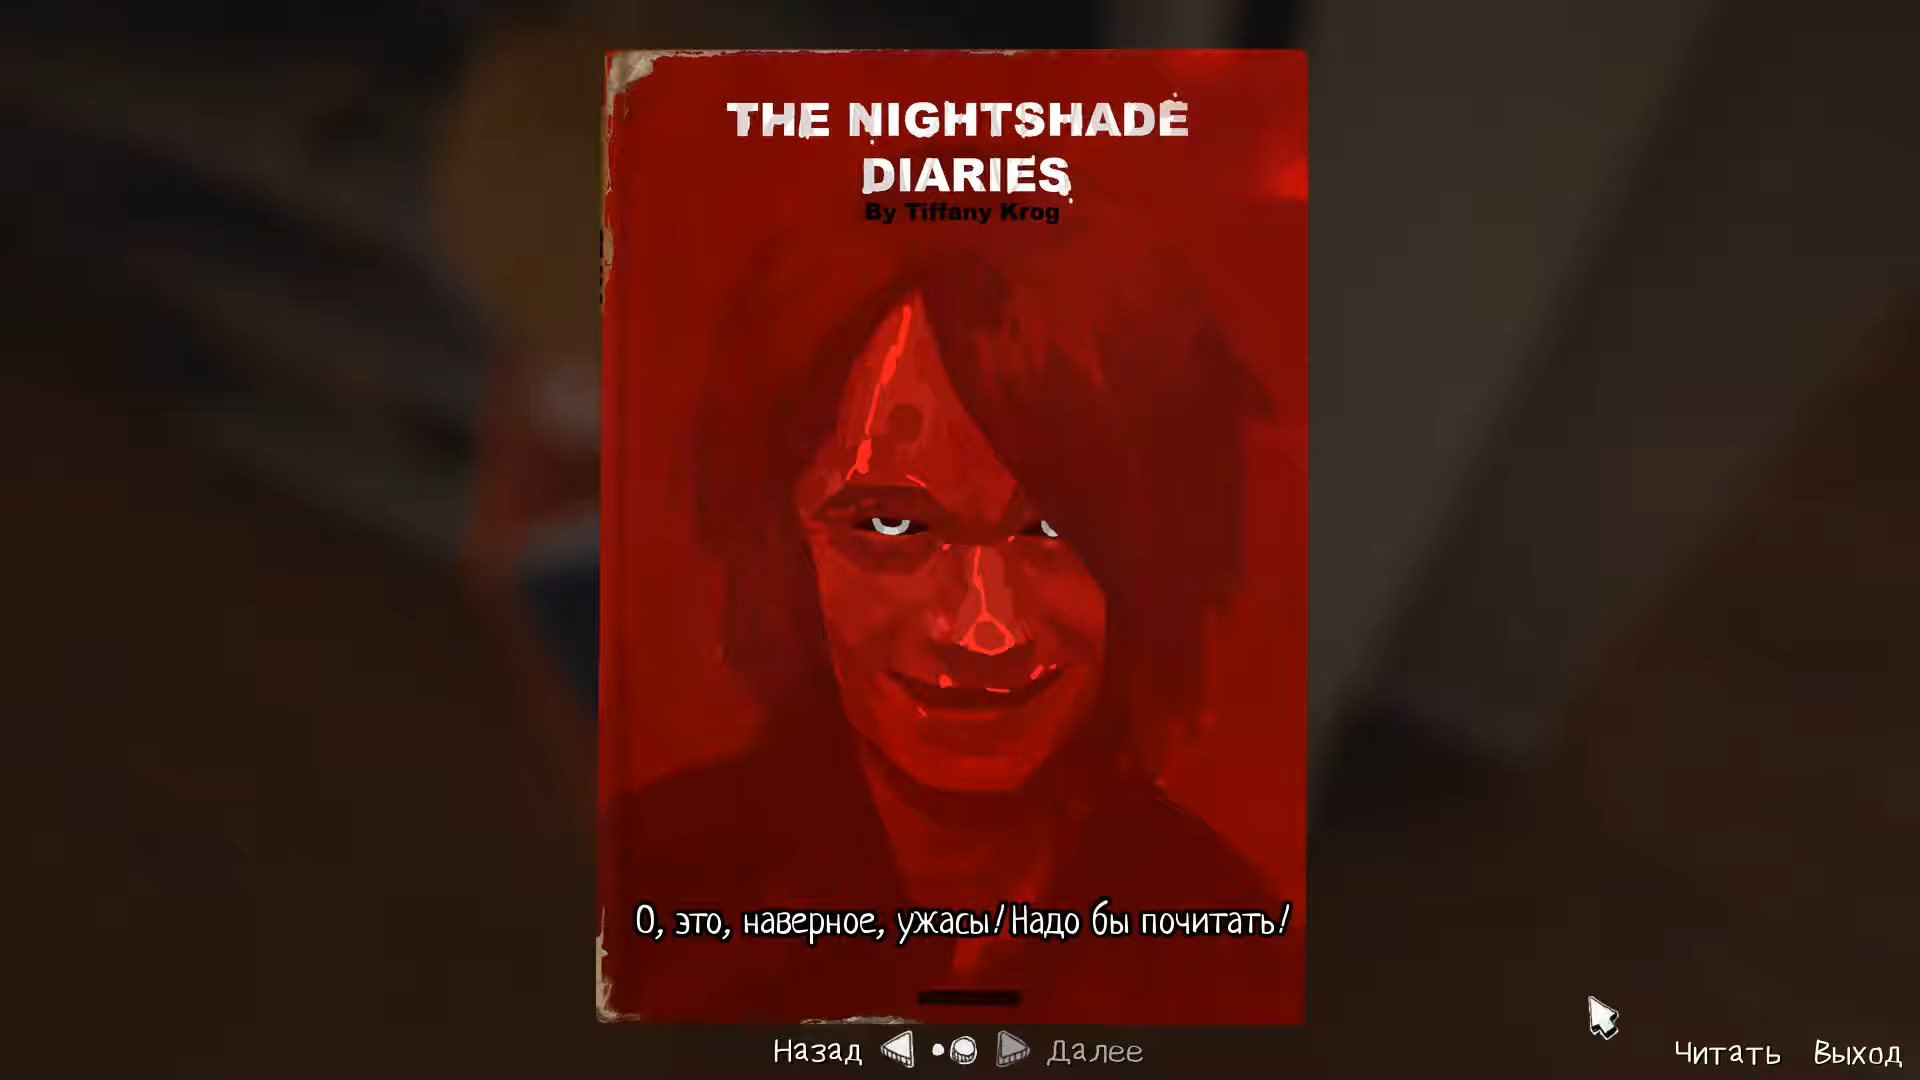 THE NIGHTSHADE
DIARIES
By Tiffany Krog
О, это, наверное, ужасы! Надо бы почитать!
Назад
Далее
Читать
Выход